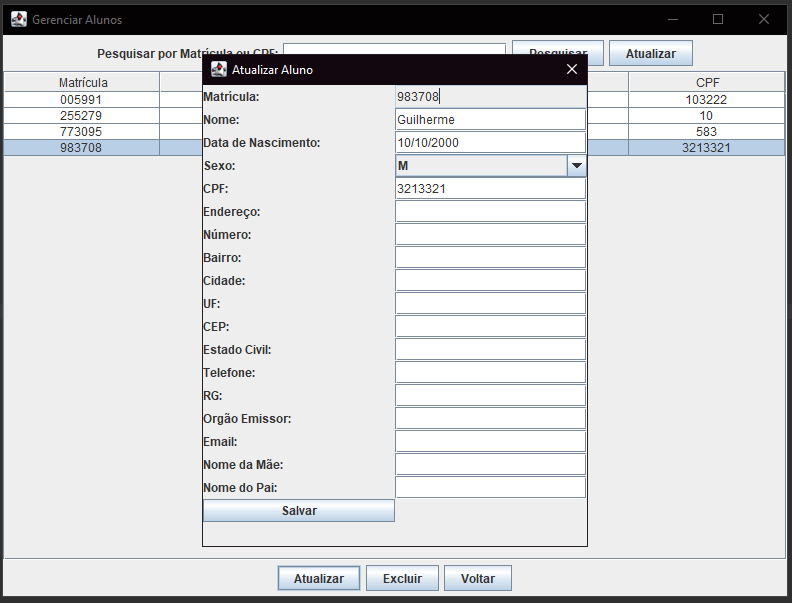 Gerenciar Alunos
Pesquisar por Matrícula ou CPF: Pesquisar Atualizar
Matrícula CPF
005991 103222
255279 10
773095 583
983708 3213321
Atualizar Aluno
Matrícula: 983708
Nome: Guilherme
Data de Nascimento: 10/10/2000
Sexo: M
CPF: 3213321
Endereço:
Número:
Bairro:
Cidade:
UF:
CEP:
Estado Civil:
Telefone:
RG:
Orgão Emissor:
Email:
Nome da Mãe:
Nome do Pai:
Salvar
Atualizar Excluir Voltar